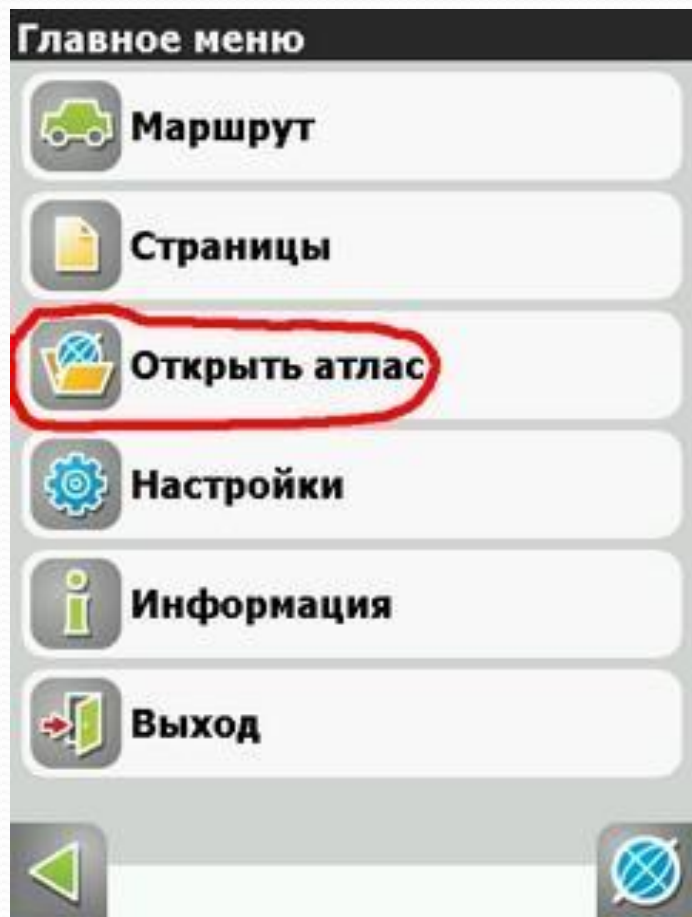 Главное меню
Маршрут
Страницы
Открыть атлас
Настройки
Информация
Выход